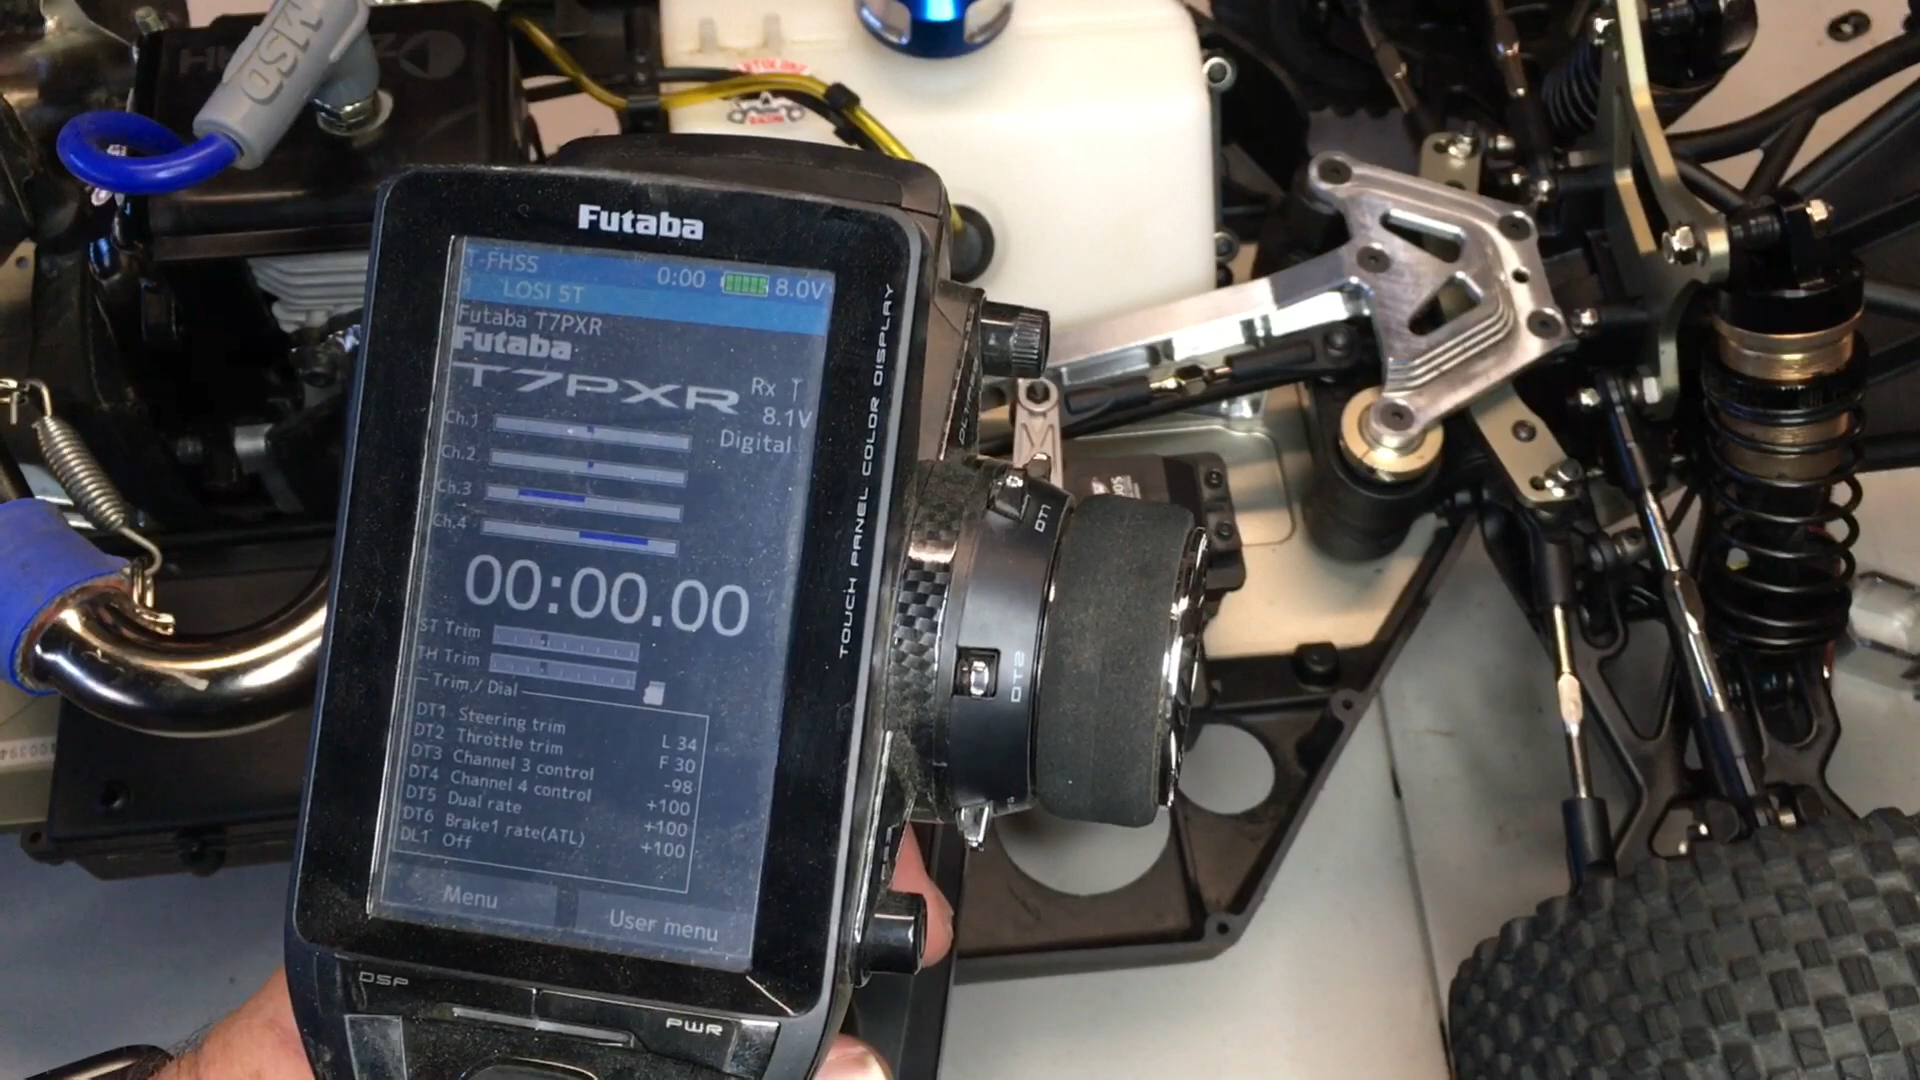 MSD
Futaba
T-FHSS 0:00 8.0V
1 LOSI 5T
Futaba T7PXR
Futaba
T7PXR
Rx
8.1V
Digital
Ch.1
Ch.2
Ch.3
Ch.4
00:00.00
ST Trim
TH Trim
Trim / Dial
DT1 Steering trim L 34
DT2 Throttle trim F 30
DT3 Channel 3 control -98
DT4 Channel 4 control +100
DT5 Dual rate +100
DT6 Brake1 rate(ATL) +100
DL1 Off
Menu User menu
TOUCH PANEL COLOR DISPLAY
DT1
DT2
DSP
PWR
RACING